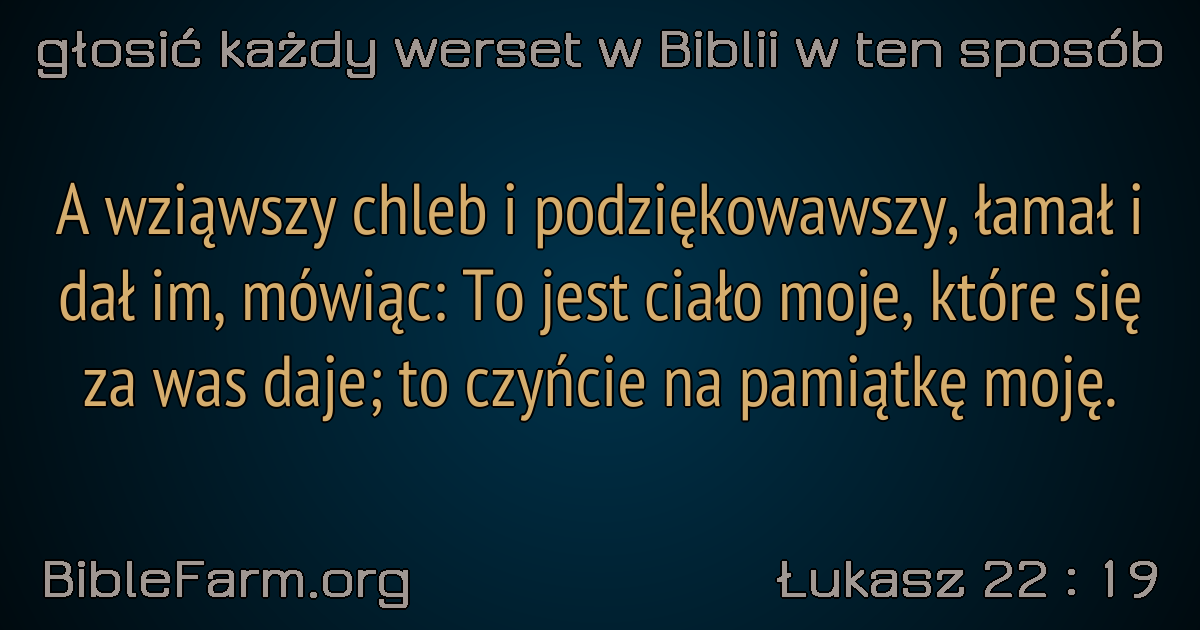 głosić każdy werset w Biblii w ten sposób
A wziąwszy chleb i podziękowawszy, łamał i
dał im, mówiąc: To jest ciało moje, które się
za was daje; to czyńcie na pamiątkę moję.
BibleFarm.org
Łukasz 22 : 19